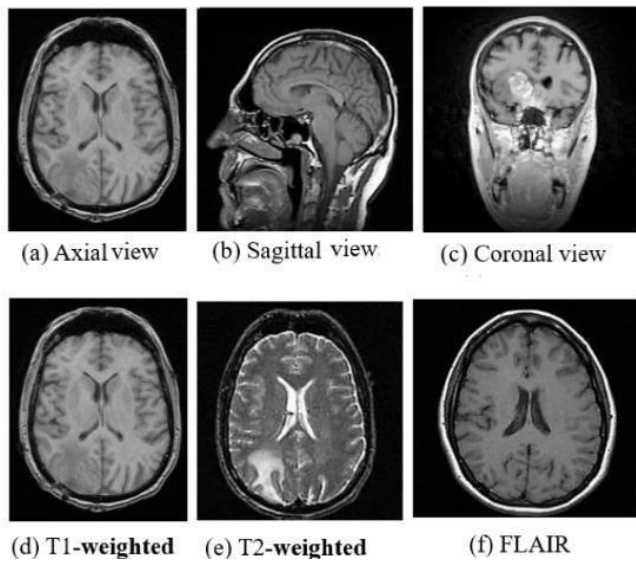 (a) Axial view
(b) Sagittal view
(c) Coronal view
(d) T1-weighted
(e) T2-weighted
(f) FLAIR